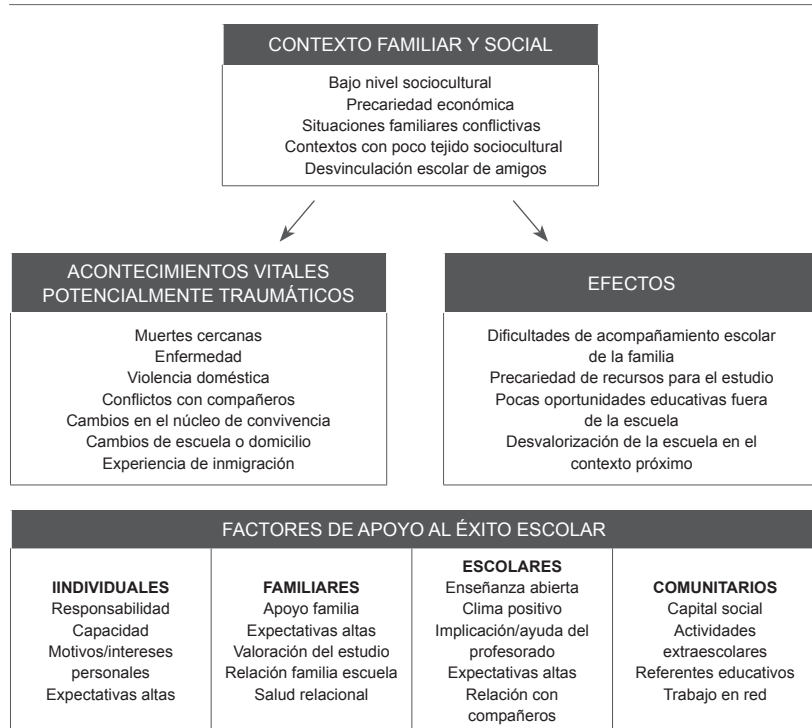 CONTEXTO FAMILIAR Y SOCIAL
Bajo nivel sociocultural
Precariedad económica
Situaciones familiares conflictivas
Contextos con poco tejido sociocultural
Desvinculación escolar de amigos
ACONTECIMIENTOS VITALES
POTENCIALMENTE TRAUMÁTICOS
Muertes cercanas
Enfermedad
Violencia doméstica
Conflictos con compañeros
Cambios en el núcleo de convivencia
Cambios de escuela o domicilio
Experiencia de inmigración
EFECTOS
Dificultades de acompañamiento escolar
de la familia
Precariedad de recursos para el estudio
Pocas oportunidades educativas fuera
de la escuela
Desvalorización de la escuela en el
contexto próximo
FACTORES DE APOYO AL ÉXITO ESCOLAR
IINDIVIDUALES
Responsabilidad
Capacidad
Motivos/intereses
personales
Expectativas altas
FAMILIARES
Apoyo familia
Expectativas altas
Valoración del estudio
Relación familia escuela
Salud relacional
ESCOLARES
Enseñanza abierta
Clima positivo
Implicación/ayuda del
profesorado
Expectativas altas
Relación con
compañeros
COMUNITARIOS
Capital social
Actividades
extraescolares
Referentes educativos
Trabajo en red